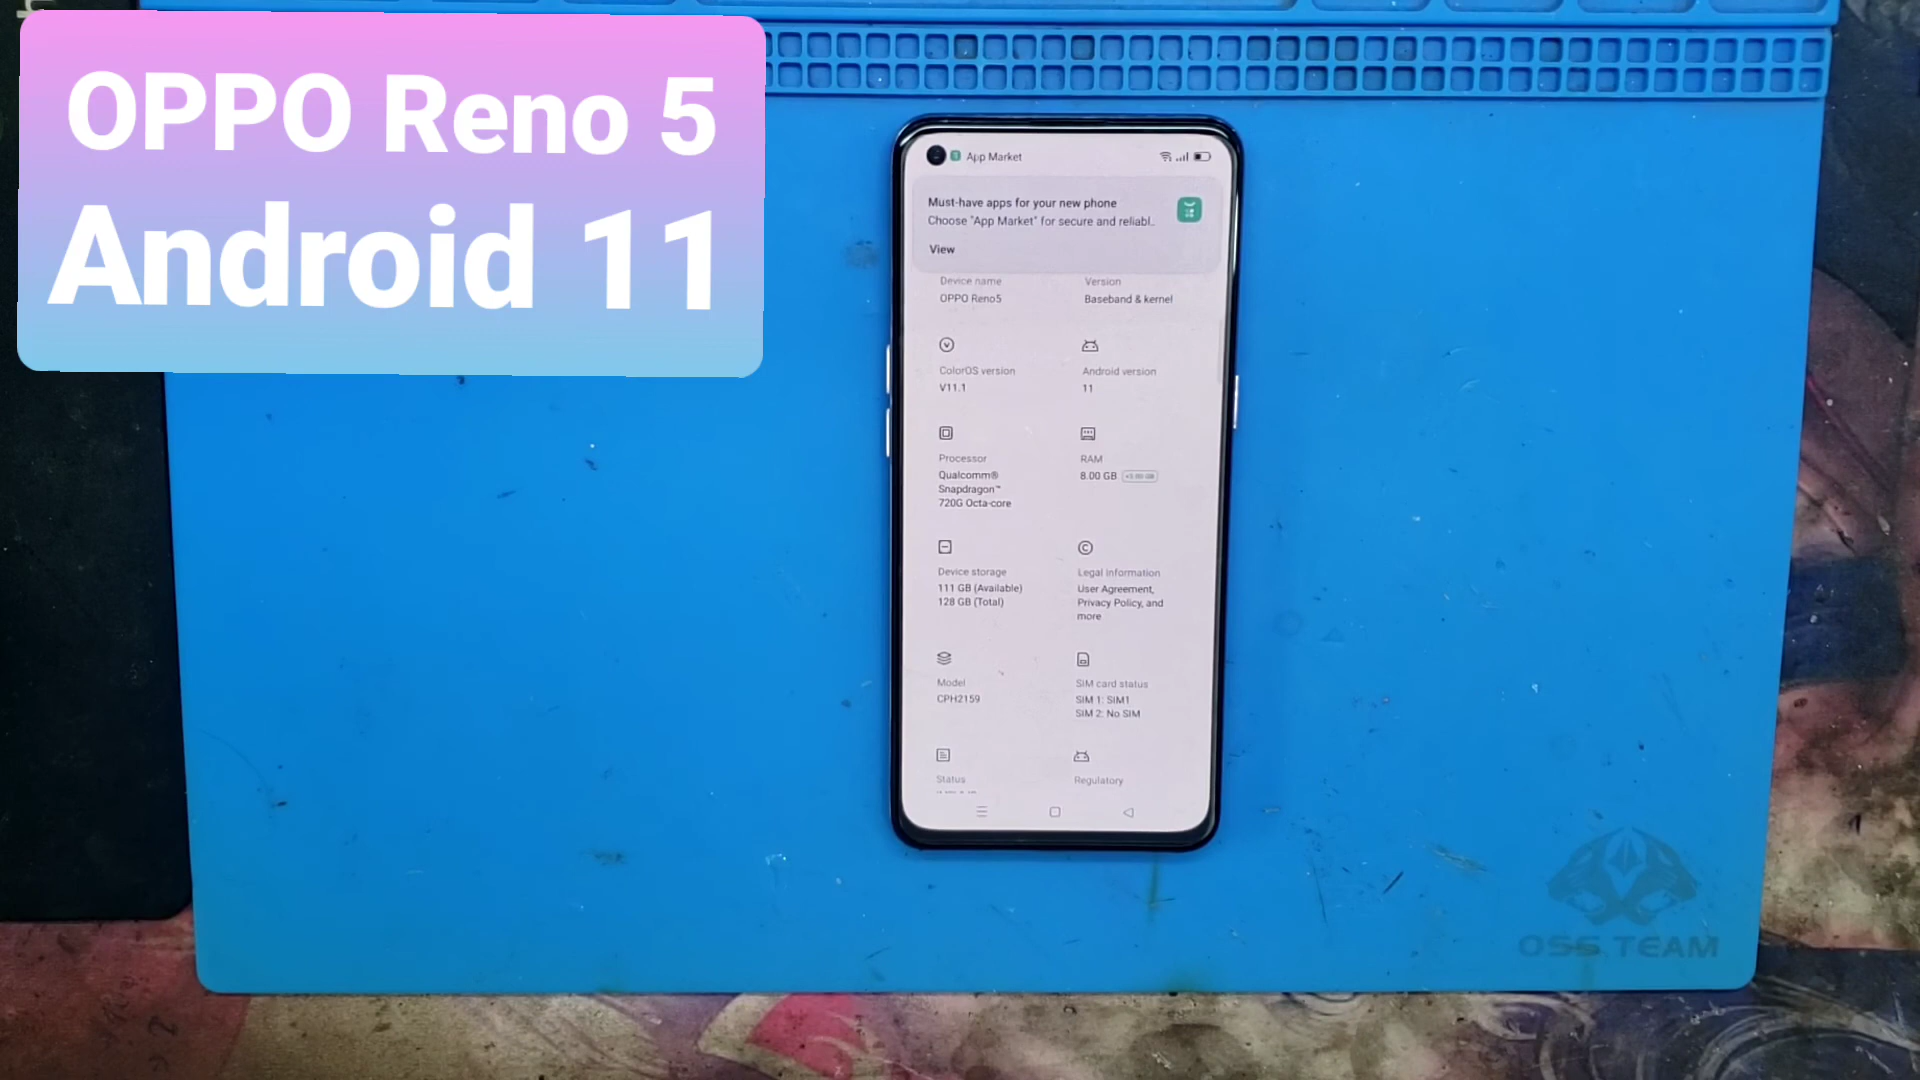 OPPO Reno 5
Android 11
App Market
Must-have apps for your new phone
Choose "App Market" for secure and reliabl..
View
Device name
OPPO Reno5
Version
Baseband & kernel
ColorOS version
V11.1
Android version
11
Processor
Qualcomm®
Snapdragon™
720G Octa-core
RAM
8.00 GB
Device storage
111 GB (Available)
128 GB (Total)
Legal information
User Agreement,
Privacy Policy, and
more
Model
CPH2159
SIM card status
SIM 1: SIM1
SIM 2: No SIM
Status
Regulatory
OSS TEAM